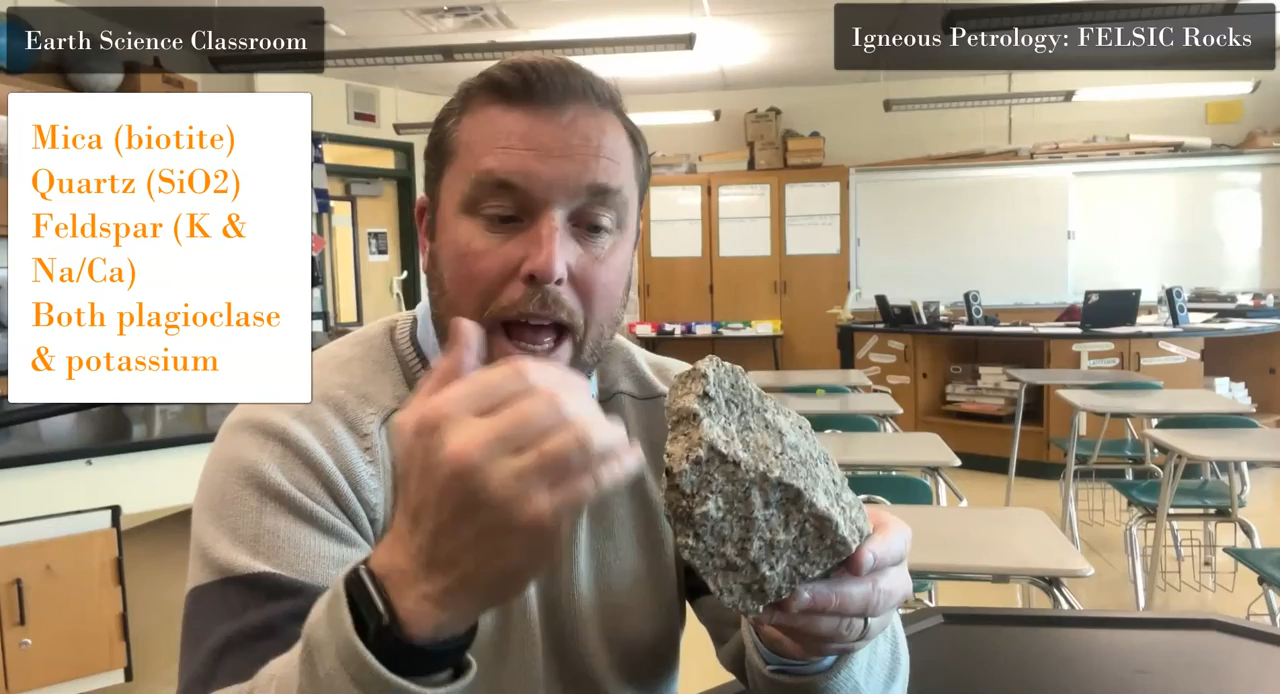 Earth Science Classroom
Igneous Petrology: FELSIC Rocks
Mica (biotite)
Quartz (SiO2)
Feldspar (K &
Na/Ca)
Both plagioclase
& potassium